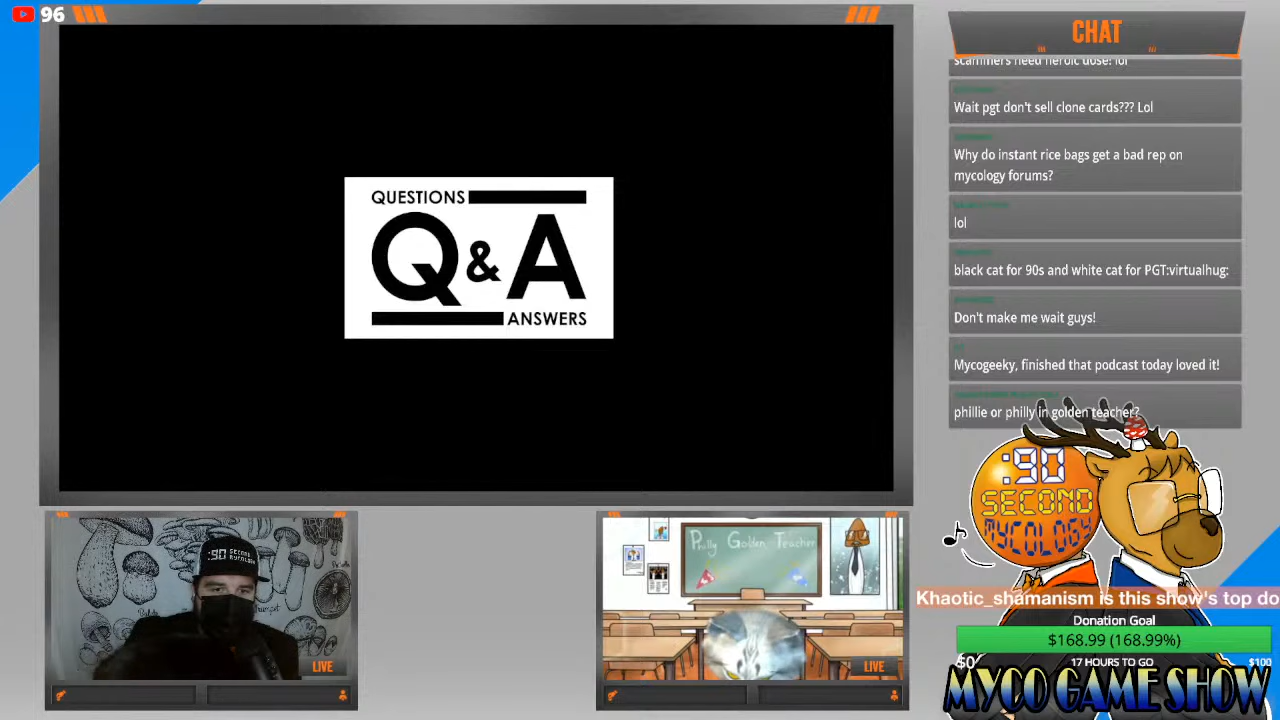 96
CHAT
scammers need heroic dose! lol
Wait pgt don't sell clone cards??? Lol
Why do instant rice bags get a bad rep on
mycology forums?
lol
black cat for 90s and white cat for PGT:virtualhug:
Don't make me wait guys!
Mycogeeky, finished that podcast today loved it!
phillie or philly in golden teacher?
QUESTIONS
Q&A
ANSWERS
:90
SECOND
MYCOLOGY
:90 SECOND
MYCOLOGY
LIVE
Philly Golden Teacher
LIVE
Khaotic_shamanism is this show's top do
Donation Goal
$168.99 (168.99%)
$0
17 HOURS TO GO
$100
MYCO GAME SHOW